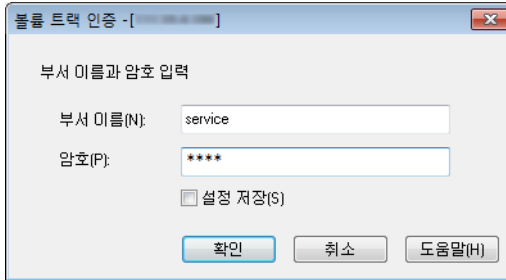 볼륨 트랙 인증 -[ ]
부서 이름과 암호 입력
부서 이름(N): service
암호(P): ****
설정 저장(S)
확인 취소 도움말(H)